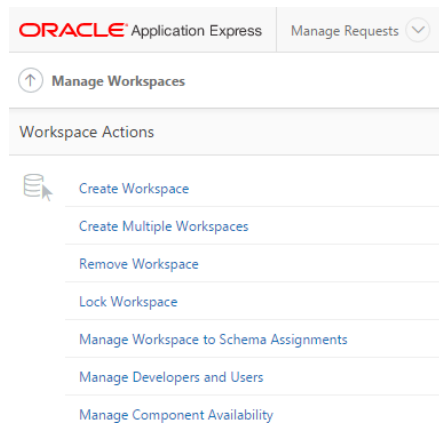 ORACLE Application Express Manage Requests
Manage Workspaces
Workspace Actions
Create Workspace
Create Multiple Workspaces
Remove Workspace
Lock Workspace
Manage Workspace to Schema Assignments
Manage Developers and Users
Manage Component Availability